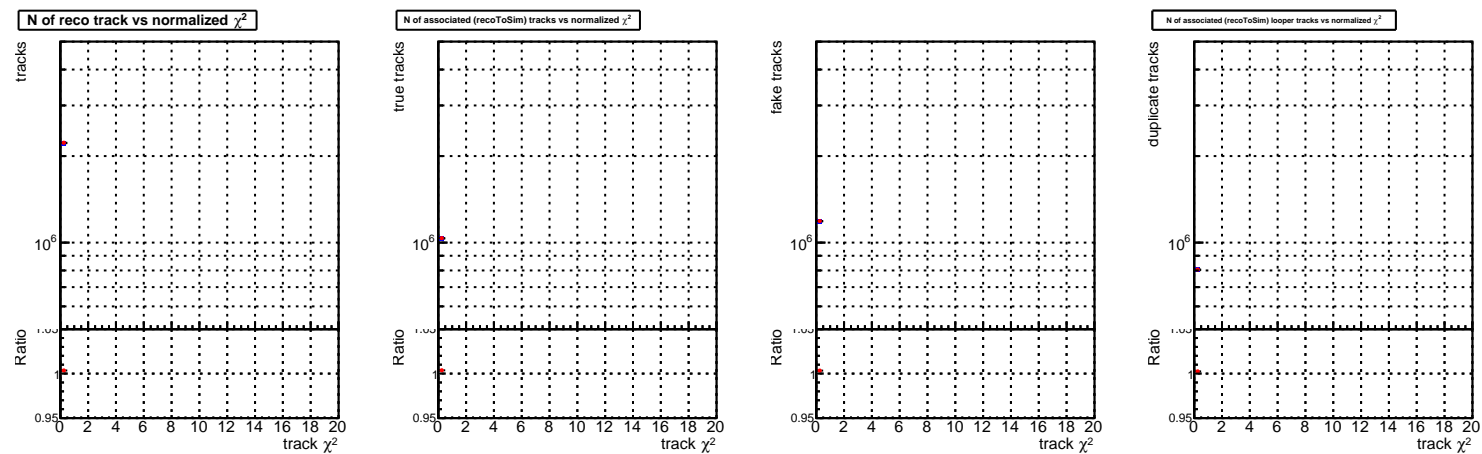 N of reco track vs normalized χ²
tracks
10⁶
Ratio
1
0.95
0 2 4 6 8 10 12 14 16 18 20
track χ²
N of associated (recoToSim) tracks vs normalized χ²
true tracks
10⁶
Ratio
1
0.95
0 2 4 6 8 10 12 14 16 18 20
track χ²
fake tracks
10⁶
Ratio
1
0.95
0 2 4 6 8 10 12 14 16 18 20
track χ²
N of associated (recoToSim) looper tracks vs normalized χ²
duplicate tracks
10⁶
Ratio
1
0.95
0 2 4 6 8 10 12 14 16 18 20
track χ²